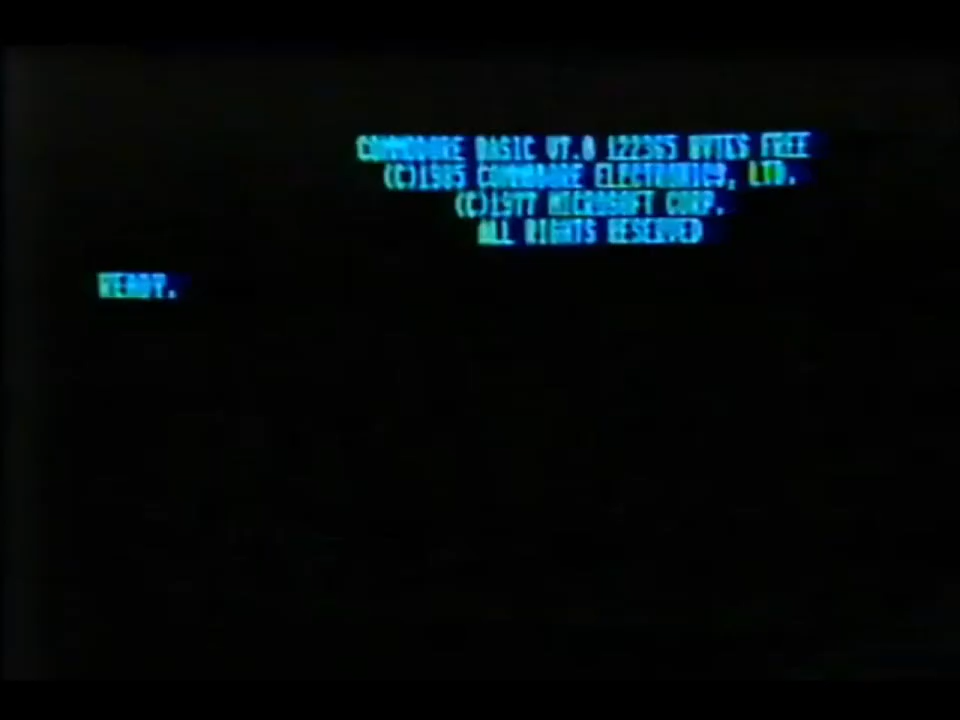 COMMODORE BASIC V7.0 122365 BYTES FREE
(C)1985 COMMODORE ELECTRONICS, LTD.
(C)1977 MICROSOFT CORP.
ALL RIGHTS RESERVED
READY.